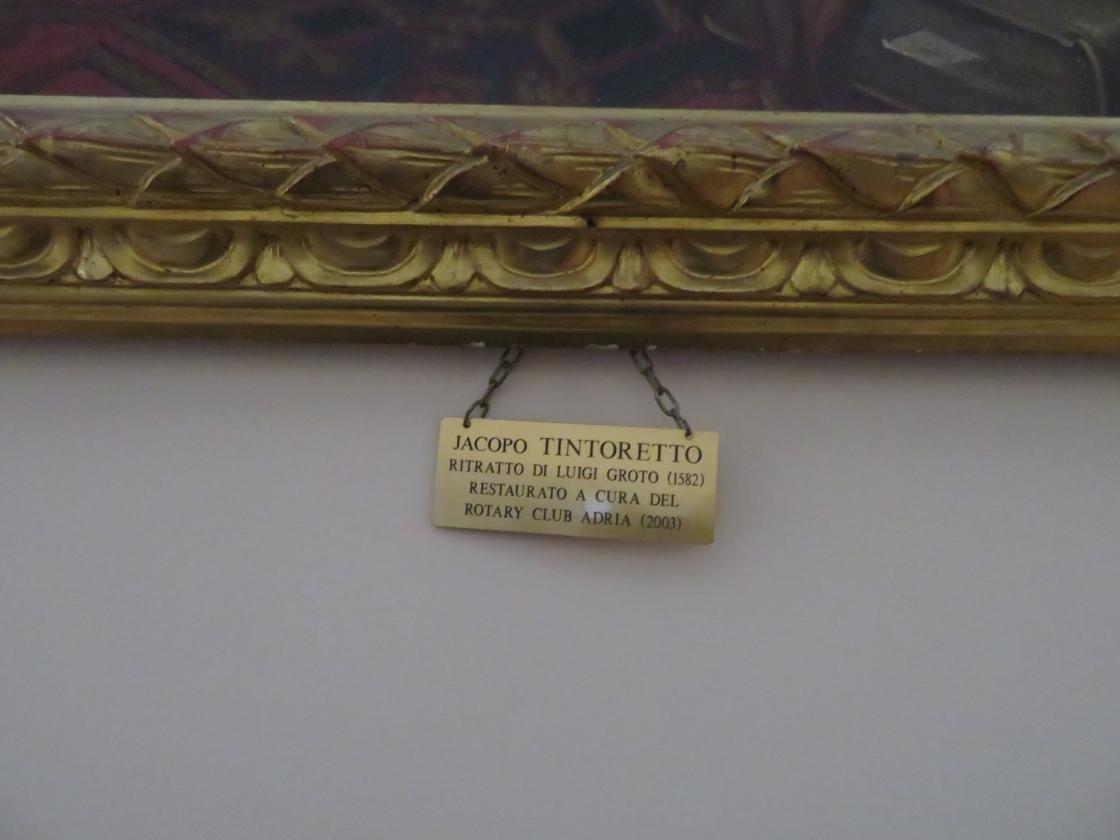 JACOPO TINTORETTO
RITRATTO DI LUIGI GROTO (1582)
RESTAURATO A CURA DEL
ROTARY CLUB ADRIA (2003)